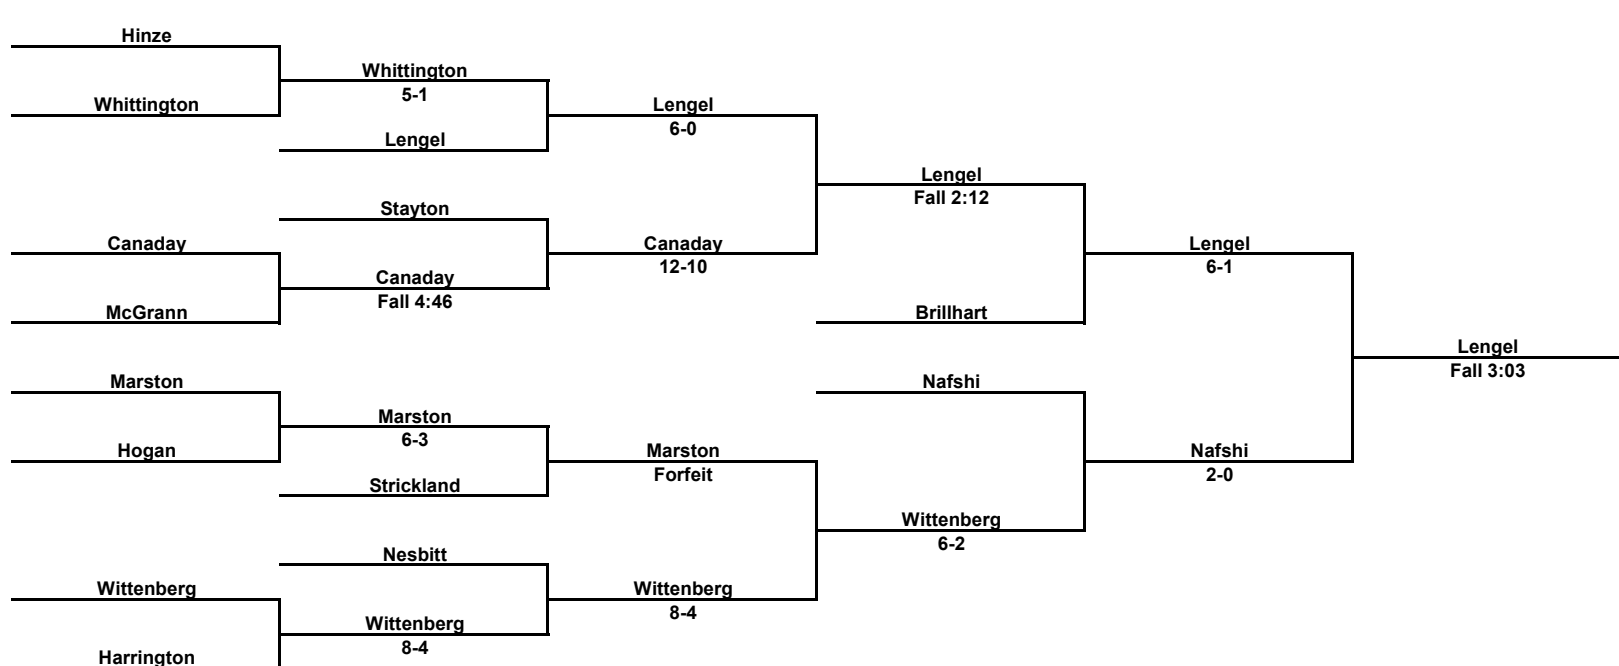 Hinze
Whittington
Whittington
5-1
Lengel
Lengel
6-0
Stayton
Canaday
McGrann
Canaday
Fall 4:46
Canaday
12-10
Lengel
Fall 2:12
Brillhart
Lengel
6-1
Marston
Hogan
Marston
6-3
Strickland
Marston
Forfeit
Nesbitt
Wittenberg
Harrington
Wittenberg
8-4
Wittenberg
8-4
Nafshi
Wittenberg
6-2
Nafshi
2-0
Lengel
Fall 3:03